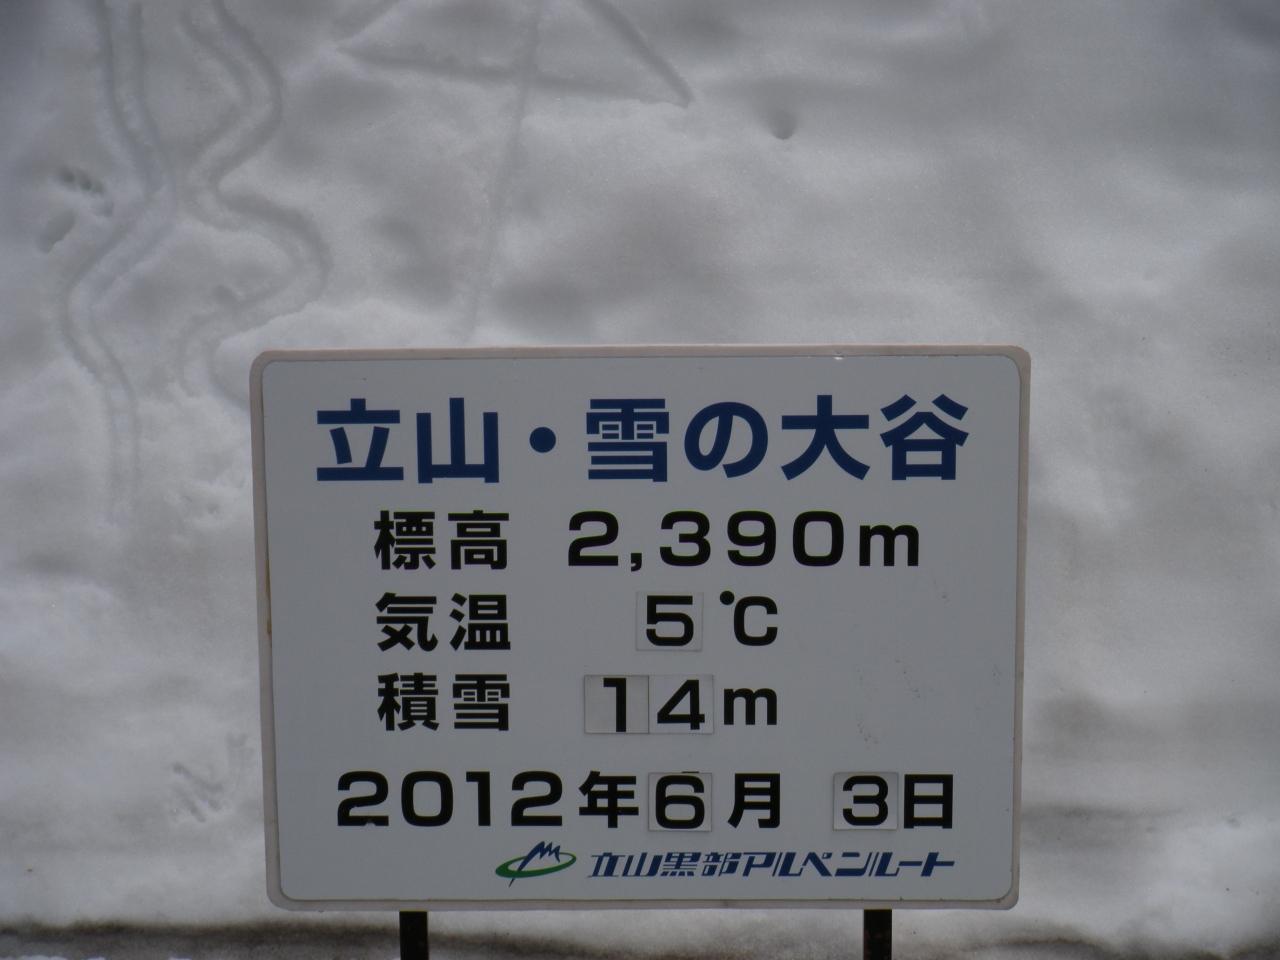 立山・雪の大谷
標高 2,390m
気温 5℃
積雪 14m
2012年6月 3日
立山黒部アルペンルート